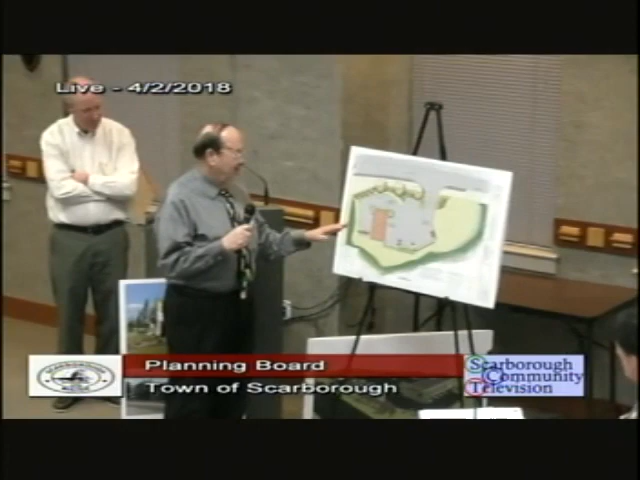 Live - 4/2/2018
Planning Board
Town of Scarborough
Scarborough
Community
Television